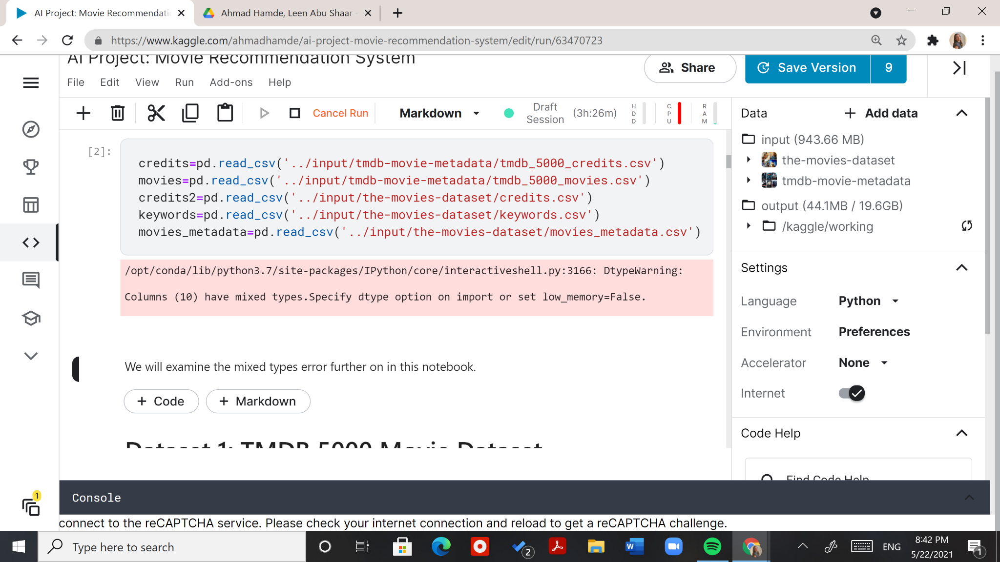 AI Project: Movie Recommendati
Ahmad Hamde, Leen Abu Shaar
https://www.kaggle.com/ahmadhamde/ai-project-movie-recommendation-system/edit/run/63470723
AI Project: Movie Recommendation System
Share
Save Version
9
File Edit View Run Add-ons Help
Cancel Run
Markdown
Draft Session
(3h:26m)
HDD
CPU
RAM
[2]:
credits=pd.read_csv('../input/tmdb-movie-metadata/tmdb_5000_credits.csv')
movies=pd.read_csv('../input/tmdb-movie-metadata/tmdb_5000_movies.csv')
credits2=pd.read_csv('../input/the-movies-dataset/credits.csv')
keywords=pd.read_csv('../input/the-movies-dataset/keywords.csv')
movies_metadata=pd.read_csv('../input/the-movies-dataset/movies_metadata.csv')
/opt/conda/lib/python3.7/site-packages/IPython/core/interactiveshell.py:3166: DtypeWarning:
Columns (10) have mixed types.Specify dtype option on import or set low_memory=False.
We will examine the mixed types error further on in this notebook.
+ Code
+ Markdown
Dataset 1: TMDB 5000 Movie Dataset
Data
+ Add data
input (943.66 MB)
the-movies-dataset
tmdb-movie-metadata
output (44.1MB / 19.6GB)
/kaggle/working
Settings
Language Python
Environment Preferences
Accelerator None
Internet
Code Help
Find Code Help
Console
1
connect to the reCAPTCHA service. Please check your internet connection and reload to get a reCAPTCHA challenge.
Type here to search
2
ENG
8:42 PM
5/22/2021
1